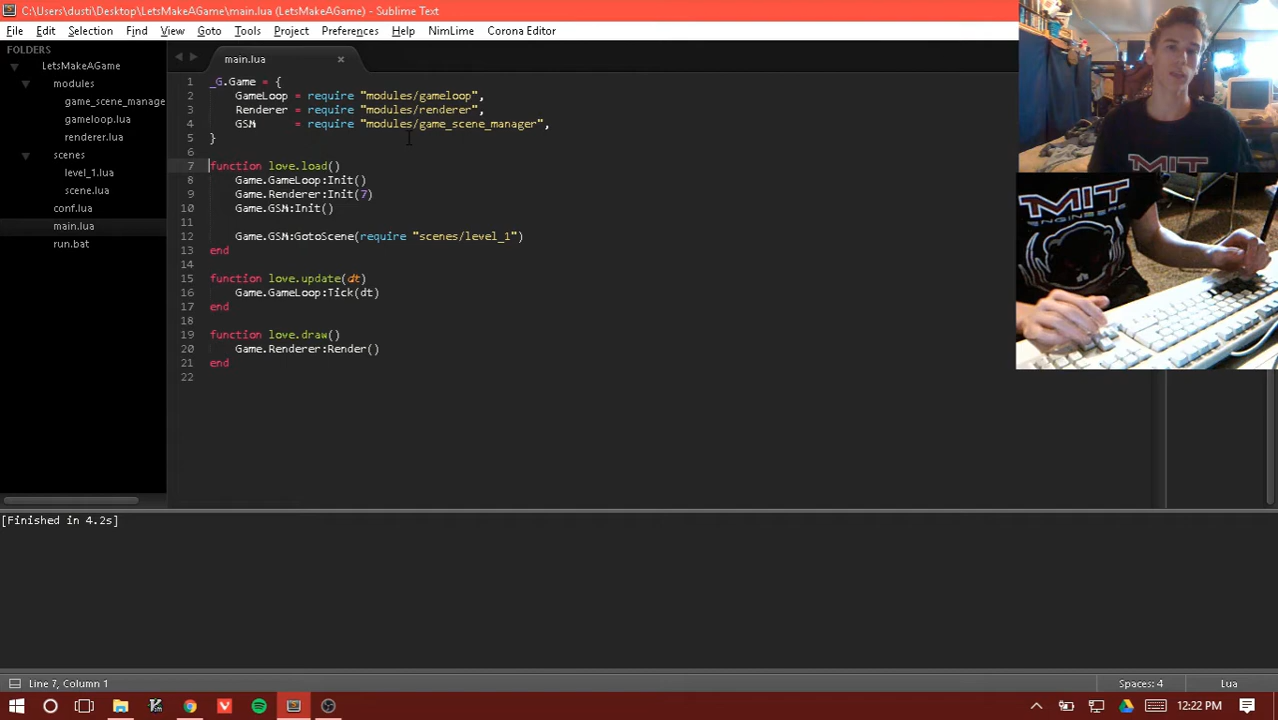 C:\Users\dusti\Desktop\LetsMakeAGame\main.lua (LetsMakeAGame) - Sublime Text
File Edit Selection Find View Goto Tools Project Preferences Help NimLime Corona Editor
FOLDERS
LetsMakeAGame
modules
game_scene_manage
gameloop.lua
renderer.lua
scenes
level_1.lua
scene.lua
conf.lua
main.lua
run.bat
main.lua ×
1 _G.Game = {
2 GameLoop = require "modules/gameloop",
3 Renderer = require "modules/renderer",
4 GSM = require "modules/game_scene_manager",
5 }
6
7 function love.load()
8 Game.GameLoop:Init()
9 Game.Renderer:Init(7)
10 Game.GSM:Init()
11
12 Game.GSM:GotoScene(require "scenes/level_1")
13 end
14
15 function love.update(dt)
16 Game.GameLoop:Tick(dt)
17 end
18
19 function love.draw()
20 Game.Renderer:Render()
21 end
22
MIT
MIT
ENGINEERS
[Finished in 4.2s]
Line 7, Column 1
Spaces: 4
Lua
12:22 PM